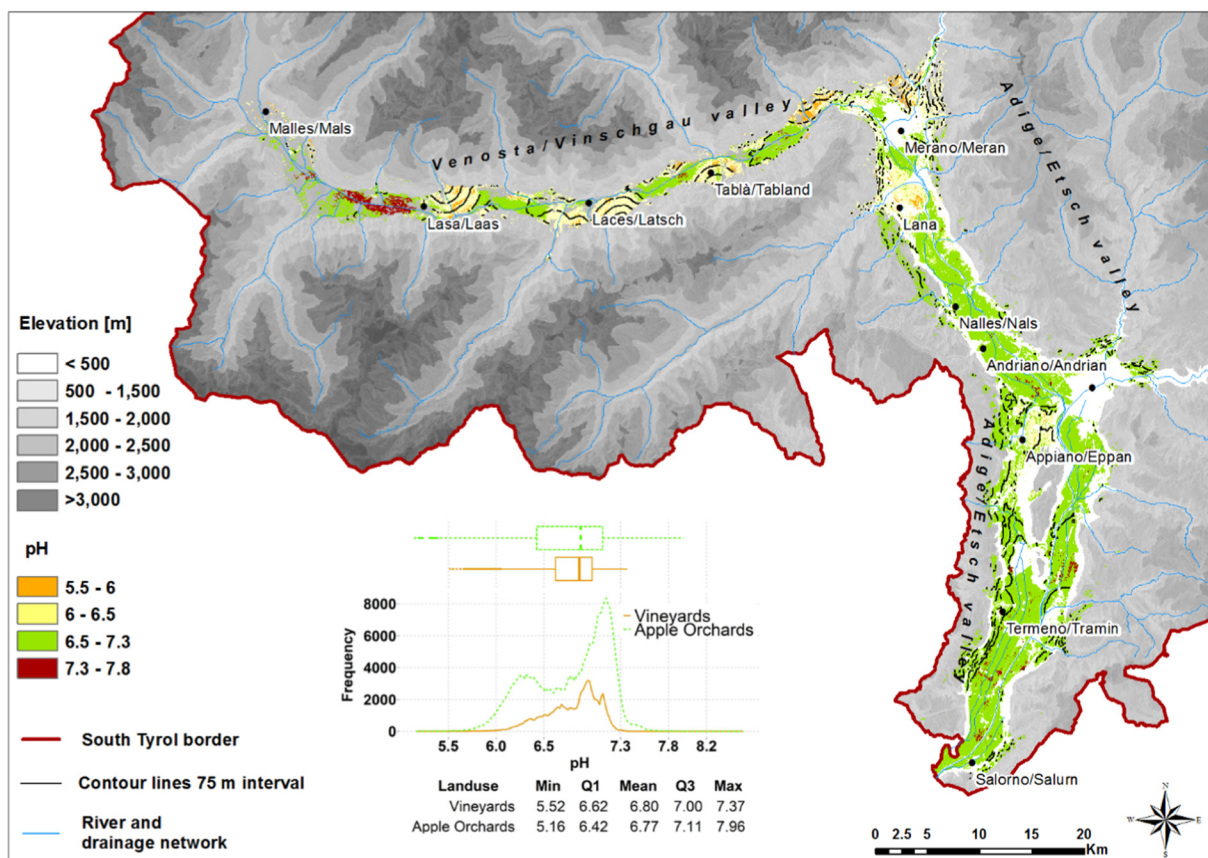 Malles/Mals
Venosta/Vinschgau valley
Adige/Etsch valley
Merano/Meran
Tablà/Tabland
Lasa/Laas
Laces/Latsch
Lana
Nalles/Nals
Andriano/Andrian
Adige/Etsch valley
Appiano/Eppan
Termeno/Tramin
Salorno/Salurn
Elevation [m]
< 500
500 - 1,500
1,500 - 2,000
2,000 - 2,500
2,500 - 3,000
>3,000
pH
5.5 - 6
6 - 6.5
6.5 - 7.3
7.3 - 7.8
South Tyrol border
Contour lines 75 m interval
River and
drainage network
Vineyards
Apple Orchards
Frequency
8000
6000
4000
2000
0
5.5 6.0 6.5 7.3 7.8 8.2
pH
Landuse Min Q1 Mean Q3 Max
Vineyards 5.52 6.62 6.80 7.00 7.37
Apple Orchards 5.16 6.42 6.77 7.11 7.96
N
W E
S
0 2.5 5 10 15 20
Km